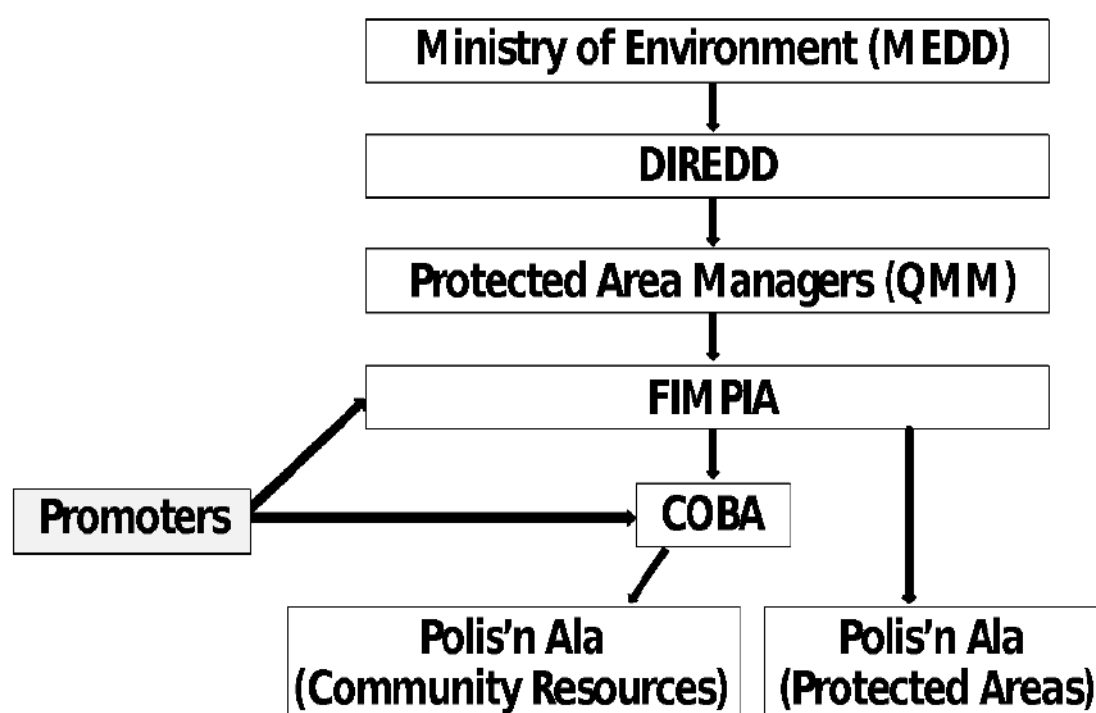 Ministry of Environment (MEDD)
DIREDD
Protected Area Managers (QMM)
FIMPIA
Promoters
COBA
Polis'n Ala
(Community Resources)
Polis'n Ala
(Protected Areas)